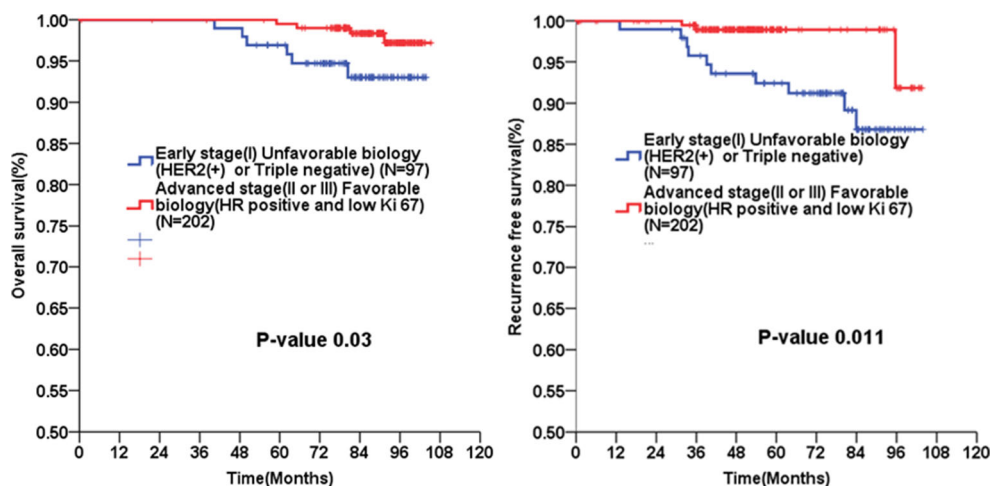 1.00
0.95
0.90
0.85
0.80
0.75
0.70
0.65
0.60
0.55
0.50
Overall survival(%)
Early stage(I) Unfavorable biology
(HER2(+) or Triple negative) (N=97)
Advanced stage(II or III) Favorable
biology(HR positive and low Ki 67)
(N=202)
P-value 0.03
0 12 24 36 48 60 72 84 96 108 120
Time(Months)
1.00
0.95
0.90
0.85
0.80
0.75
0.70
0.65
0.60
0.55
0.50
Recurrence free survival(%)
Early stage(I) Unfavorable biology
(HER2(+) or Triple negative)
(N=97)
Advanced stage(II or III) Favorable
biology(HR positive and low Ki 67)
(N=202)
...
P-value 0.011
0 12 24 36 48 60 72 84 96 108 120
Time(Months)